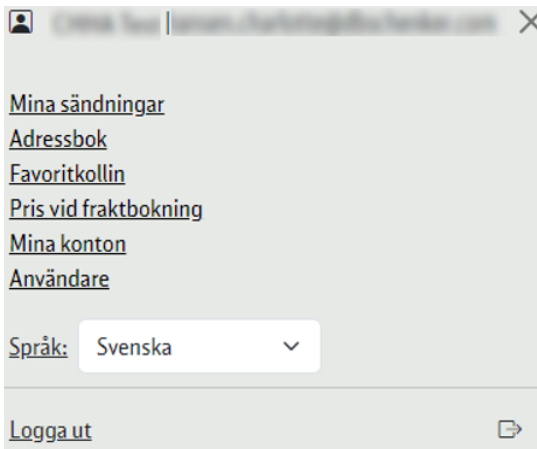 Mina sändningar
Adressbok
Favoritkollin
Pris vid fraktbokning
Mina konton
Användare
Språk: Svenska
Logga ut